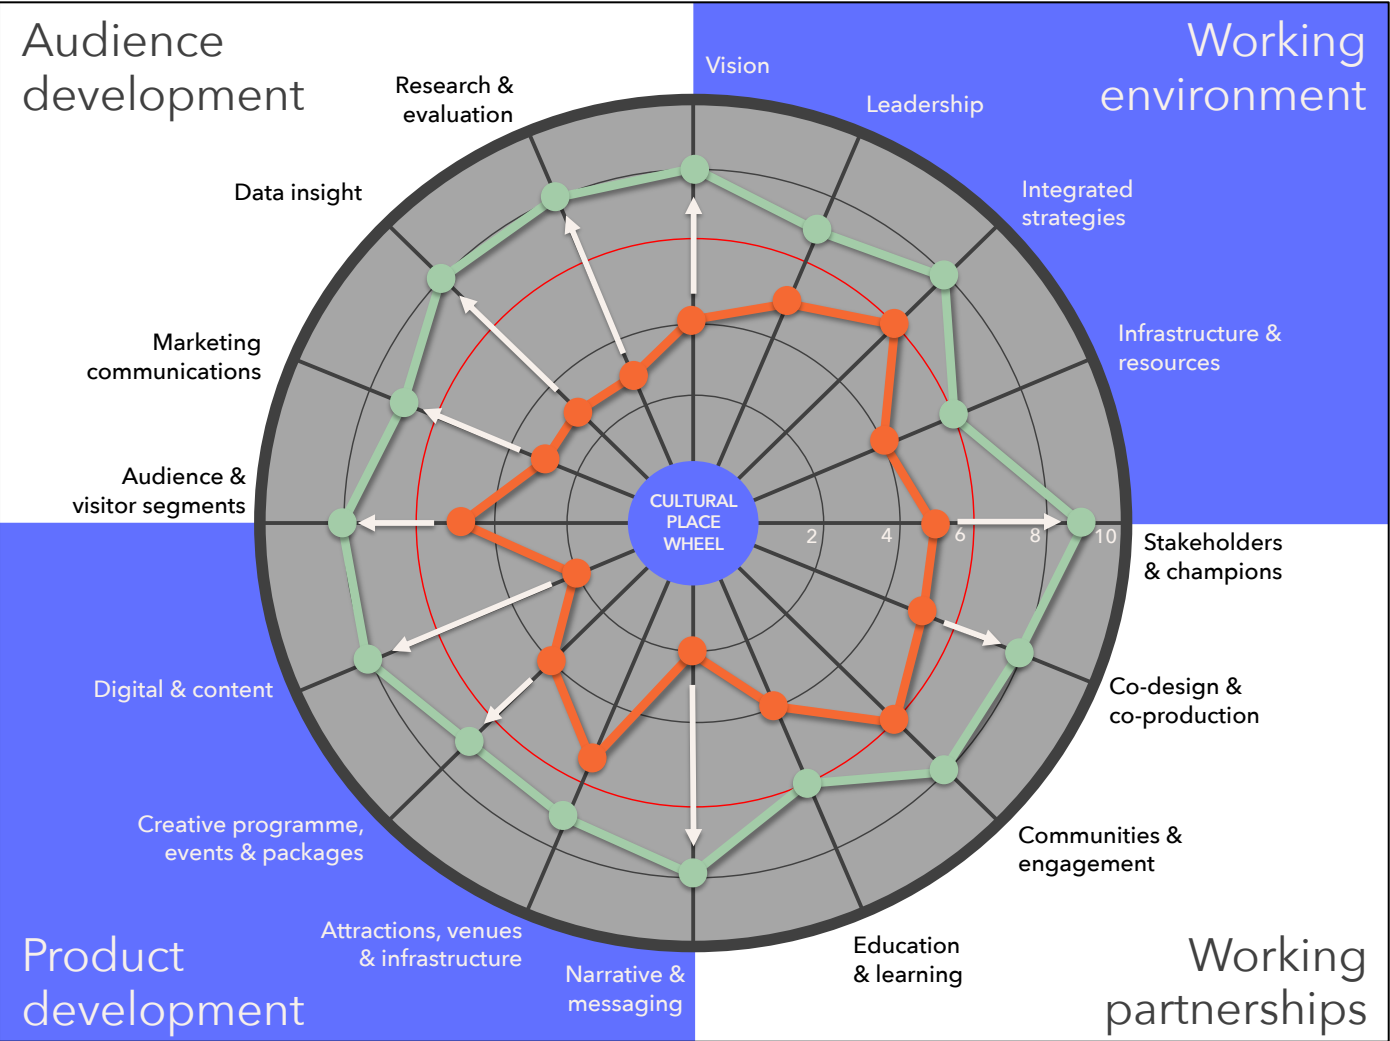 Audience
development
Working
environment
Vision
Leadership
Integrated
strategies
Infrastructure &
resources
Stakeholders
& champions
Co-design &
co-production
Communities &
engagement
Education
& learning
Working
partnerships
Narrative &
messaging
Attractions, venues
& infrastructure
Creative programme,
events & packages
Digital & content
Product
development
Audience &
visitor segments
Marketing
communications
Data insight
Research &
evaluation
CULTURAL
PLACE
WHEEL
2 4 6 8 10